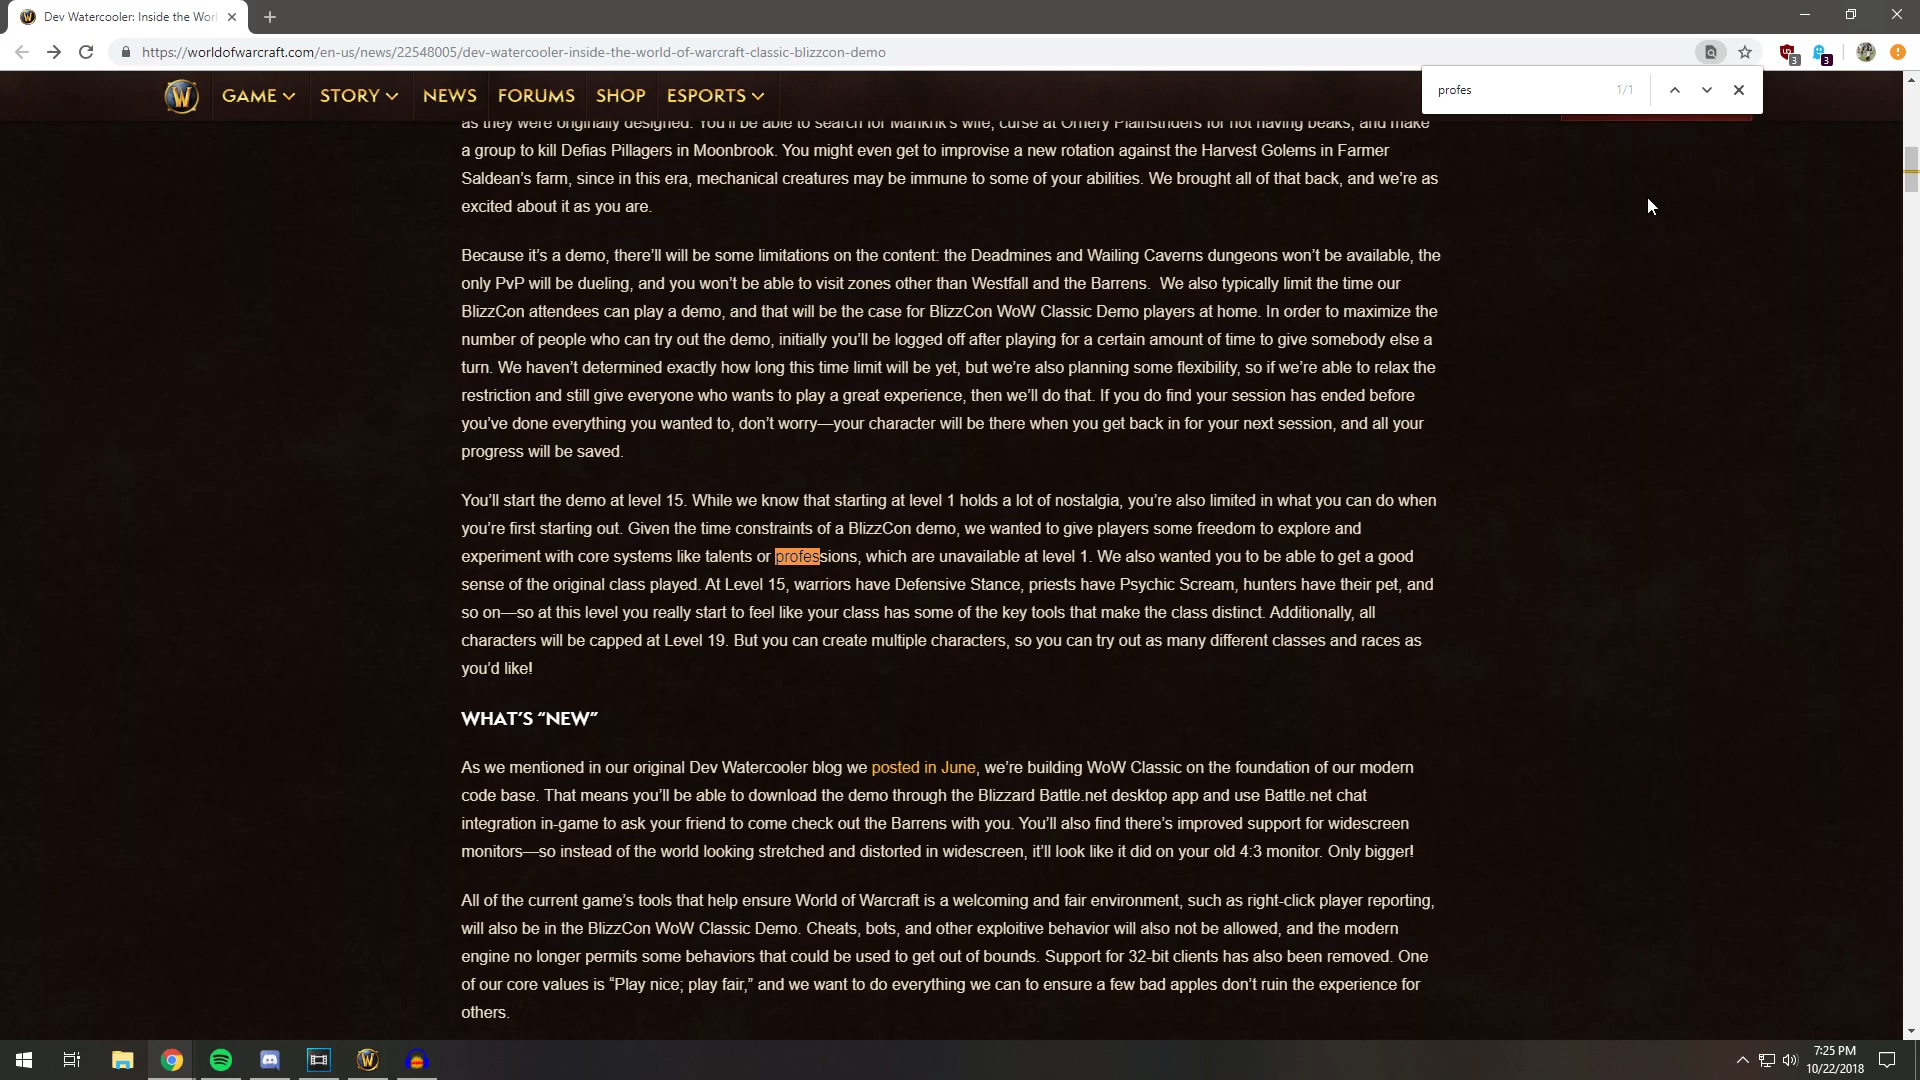 Dev Watercooler: Inside the Worl
https://worldofwarcraft.com/en-us/news/22548005/dev-watercooler-inside-the-world-of-warcraft-classic-blizzcon-demo
3
3
profes
1/1
W
GAME
STORY
NEWS
FORUMS
SHOP
ESPORTS
as they were originally designed. You'll be able to search for Mankrik's wife, curse at Ornery Plainstriders for not having beaks, and make
a group to kill Defias Pillagers in Moonbrook. You might even get to improvise a new rotation against the Harvest Golems in Farmer
Saldean’s farm, since in this era, mechanical creatures may be immune to some of your abilities. We brought all of that back, and we’re as
excited about it as you are.
Because it’s a demo, there’ll will be some limitations on the content: the Deadmines and Wailing Caverns dungeons won’t be available, the
only PvP will be dueling, and you won’t be able to visit zones other than Westfall and the Barrens.  We also typically limit the time our
BlizzCon attendees can play a demo, and that will be the case for BlizzCon WoW Classic Demo players at home. In order to maximize the
number of people who can try out the demo, initially you’ll be logged off after playing for a certain amount of time to give somebody else a
turn. We haven’t determined exactly how long this time limit will be yet, but we’re also planning some flexibility, so if we’re able to relax the
restriction and still give everyone who wants to play a great experience, then we’ll do that. If you do find your session has ended before
you’ve done everything you wanted to, don’t worry—your character will be there when you get back in for your next session, and all your
progress will be saved.
You’ll start the demo at level 15. While we know that starting at level 1 holds a lot of nostalgia, you’re also limited in what you can do when
you’re first starting out. Given the time constraints of a BlizzCon demo, we wanted to give players some freedom to explore and
experiment with core systems like talents or professions, which are unavailable at level 1. We also wanted you to be able to get a good
sense of the original class played. At Level 15, warriors have Defensive Stance, priests have Psychic Scream, hunters have their pet, and
so on—so at this level you really start to feel like your class has some of the key tools that make the class distinct. Additionally, all
characters will be capped at Level 19. But you can create multiple characters, so you can try out as many different classes and races as
you’d like!
WHAT’S “NEW”
As we mentioned in our original Dev Watercooler blog we posted in June, we’re building WoW Classic on the foundation of our modern
code base. That means you’ll be able to download the demo through the Blizzard Battle.net desktop app and use Battle.net chat
integration in-game to ask your friend to come check out the Barrens with you. You’ll also find there’s improved support for widescreen
monitors—so instead of the world looking stretched and distorted in widescreen, it’ll look like it did on your old 4:3 monitor. Only bigger!
All of the current game’s tools that help ensure World of Warcraft is a welcoming and fair environment, such as right-click player reporting,
will also be in the BlizzCon WoW Classic Demo. Cheats, bots, and other exploitive behavior will also not be allowed, and the modern
engine no longer permits some behaviors that could be used to get out of bounds. Support for 32-bit clients has also been removed. One
of our core values is “Play nice; play fair,” and we want to do everything we can to ensure a few bad apples don’t ruin the experience for
others.
7:25 PM
10/22/2018